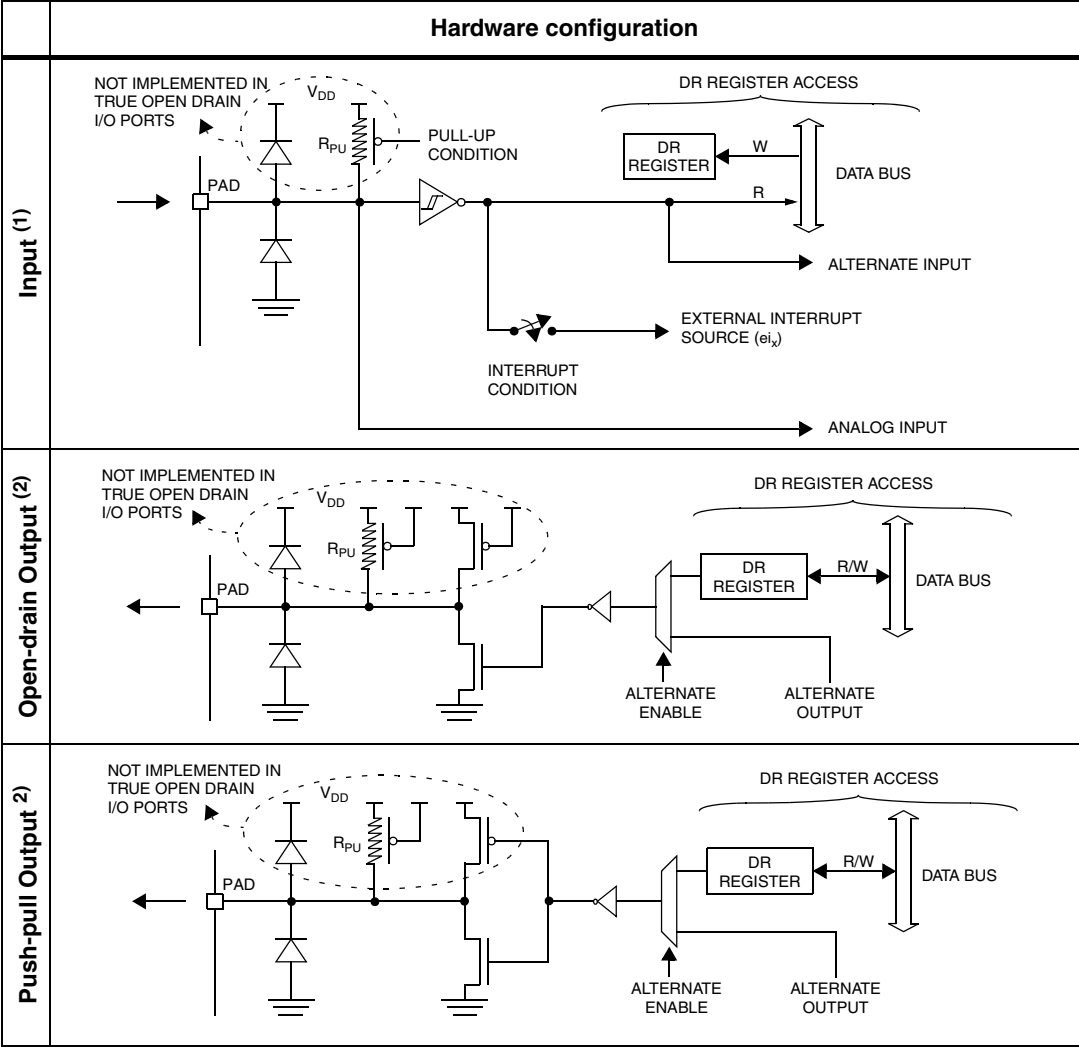 Hardware configuration
Input (1)
NOT IMPLEMENTED IN
TRUE OPEN DRAIN
I/O PORTS
VDD
RPU
PULL-UP
CONDITION
PAD
DR REGISTER ACCESS
DR
REGISTER
W
R
DATA BUS
ALTERNATE INPUT
EXTERNAL INTERRUPT
SOURCE (eix)
INTERRUPT
CONDITION
ANALOG INPUT
Open-drain Output (2)
NOT IMPLEMENTED IN
TRUE OPEN DRAIN
I/O PORTS
VDD
RPU
PAD
DR REGISTER ACCESS
DR
REGISTER
R/W
DATA BUS
ALTERNATE
ENABLE
ALTERNATE
OUTPUT
Push-pull Output 2)
NOT IMPLEMENTED IN
TRUE OPEN DRAIN
I/O PORTS
VDD
RPU
PAD
DR REGISTER ACCESS
DR
REGISTER
R/W
DATA BUS
ALTERNATE
ENABLE
ALTERNATE
OUTPUT